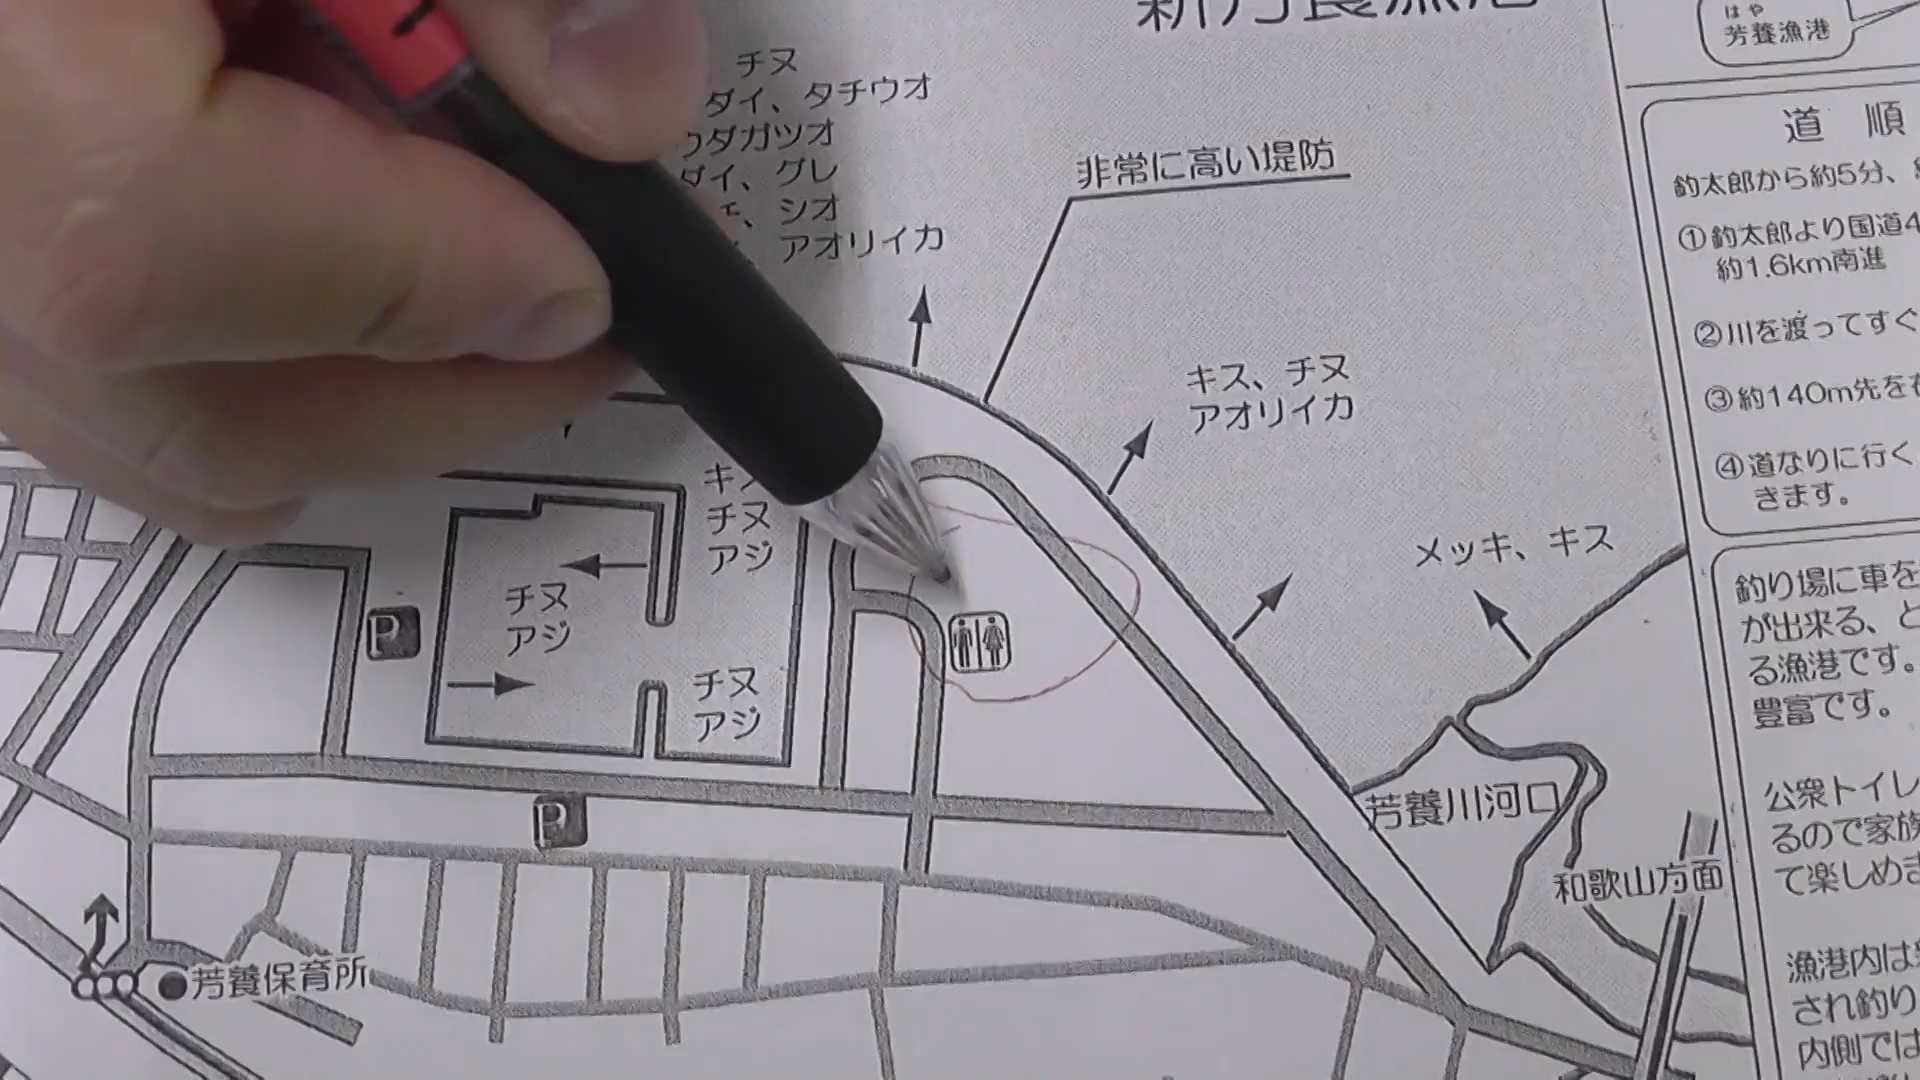 はや
芳養漁港
チヌ
ダイ、タチウオ
ダガツオ
ダイ、グレ
シオ
アオリイカ
非常に高い堤防
キス、チヌ
アオリイカ
メッキ、キス
チヌ
アジ
チヌ
アジ
チヌ
アジ
P
P
芳養川河口
和歌山方面
芳養保育所
道 順
釣太郎から約5分、
①釣太郎より国道4
約1.6km南進
②川を渡ってすぐ
③約140m先を
④道なりに行く
きます。
釣り場に車を
が出来る、と
る漁港です。
豊富です。
公衆トイレ
るので家族
て楽しめま
漁港内は
され釣り
内側では